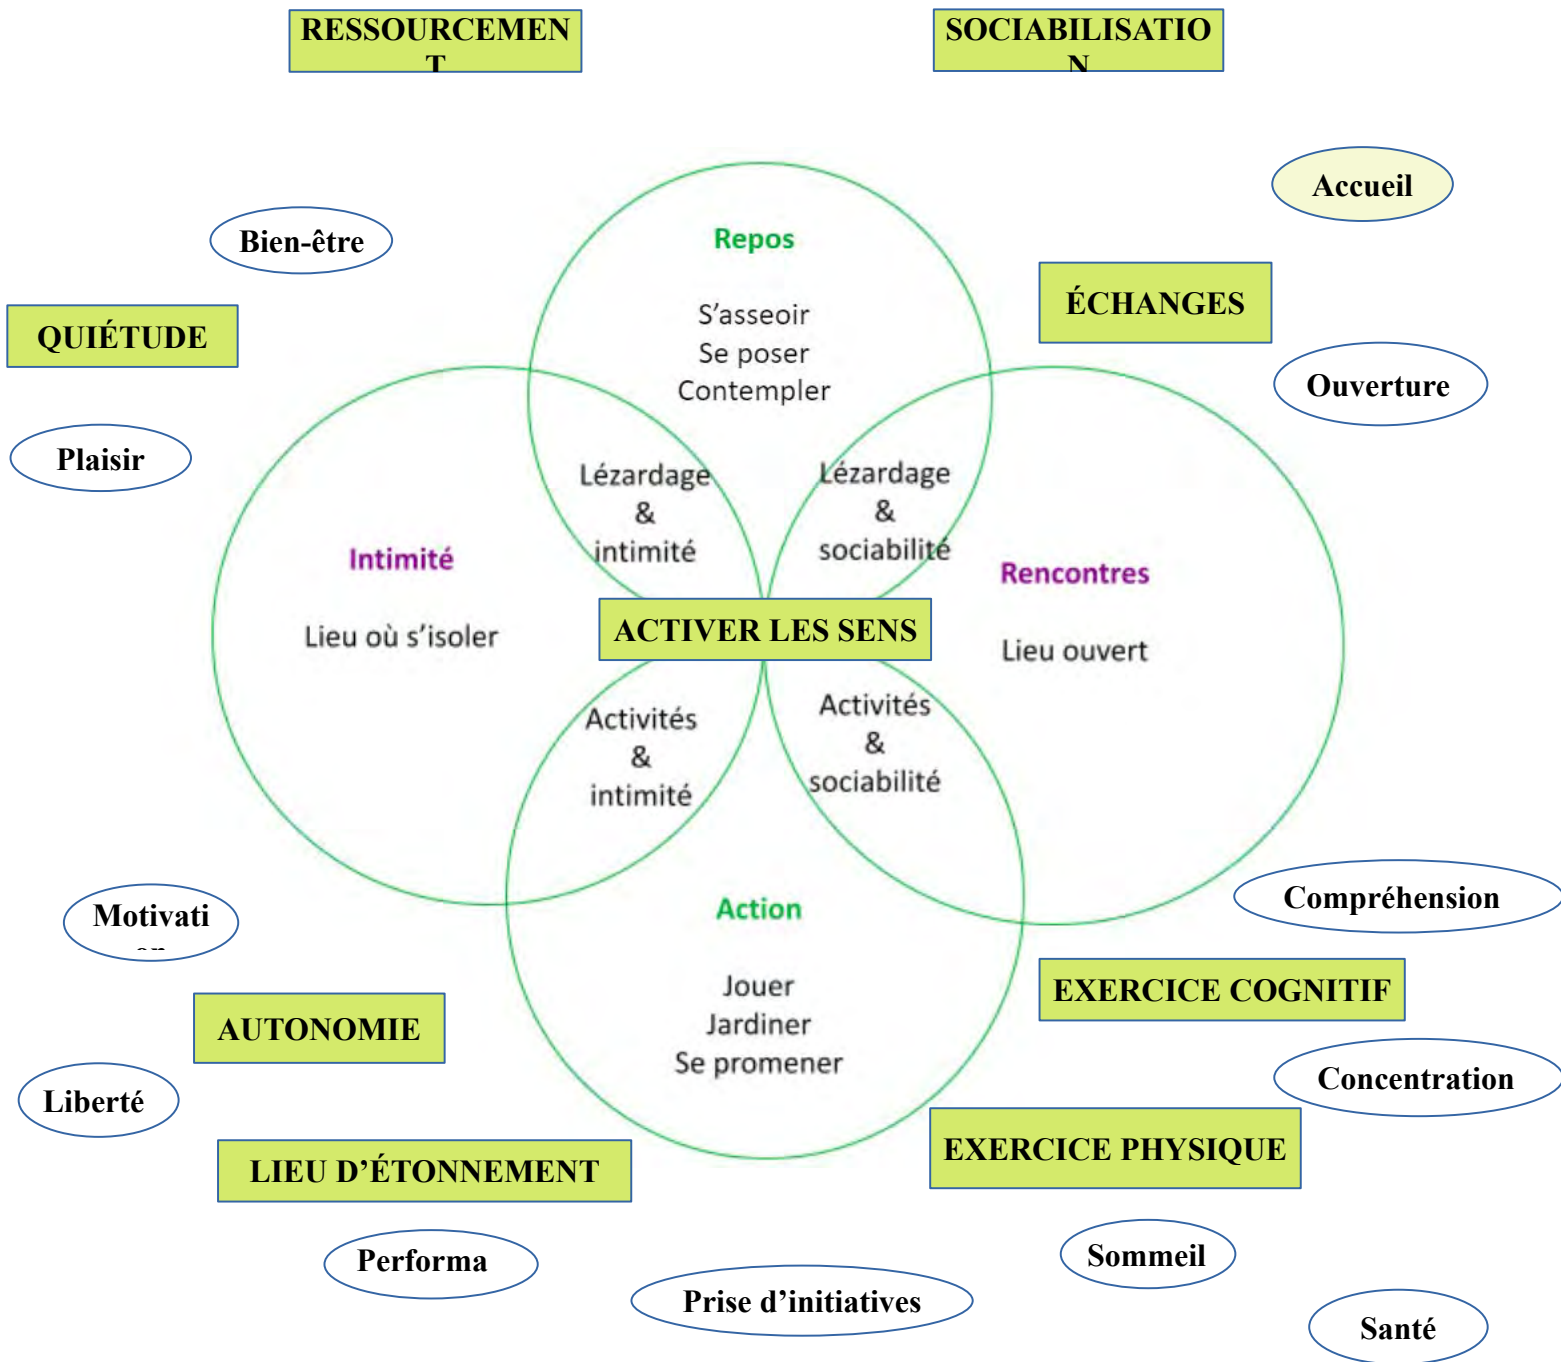 RESSOURCEMEN
T
SOCIABILISATIO
N
Accueil
Bien-être
Repos
ÉCHANGES
QUIÉTUDE
S’asseoir
Se poser
Contempler
Ouverture
Plaisir
Lézardage
&
intimité
Lézardage
&
sociabilité
Intimité
Lieu où s’isoler
Rencontres
Lieu ouvert
ACTIVER LES SENS
Activités
&
intimité
Activités
&
sociabilité
Compréhension
Motivati
on
Action
Jouer
Jardiner
Se promener
EXERCICE COGNITIF
AUTONOMIE
Concentration
Liberté
EXERCICE PHYSIQUE
LIEU D’ÉTONNEMENT
Sommeil
Performa
Prise d’initiatives
Santé